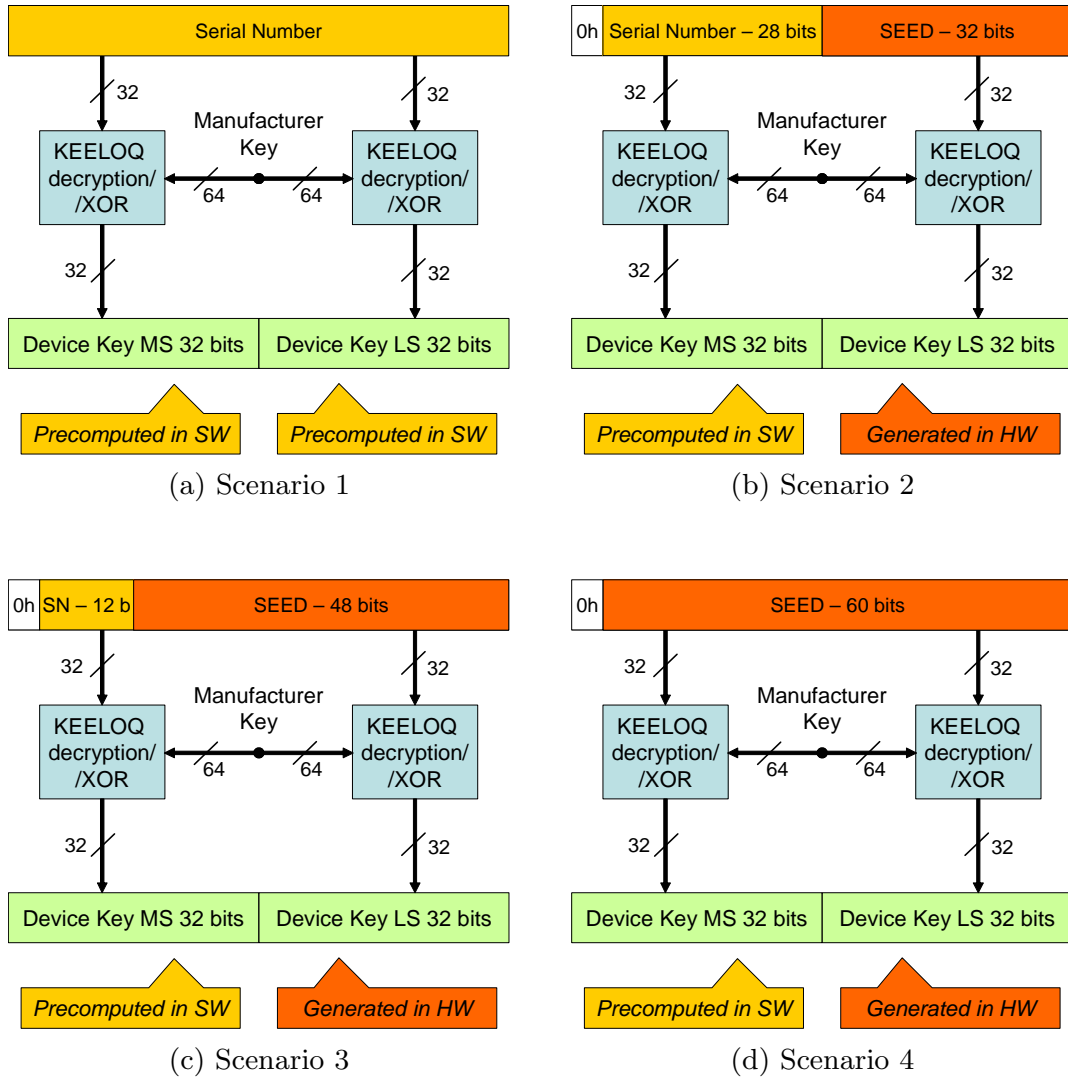 Serial Number
32
32
Manufacturer
Key
KEELOQ
decryption/
/XOR
KEELOQ
decryption/
/XOR
64
64
32
32
Device Key MS 32 bits
Device Key LS 32 bits
Precomputed in SW
Precomputed in SW
(a) Scenario 1
0h
Serial Number – 28 bits
SEED – 32 bits
32
32
Manufacturer
Key
KEELOQ
decryption/
/XOR
KEELOQ
decryption/
/XOR
64
64
32
32
Device Key MS 32 bits
Device Key LS 32 bits
Precomputed in SW
Generated in HW
(b) Scenario 2
0h
SN – 12 b
SEED – 48 bits
32
32
Manufacturer
Key
KEELOQ
decryption/
/XOR
KEELOQ
decryption/
/XOR
64
64
32
32
Device Key MS 32 bits
Device Key LS 32 bits
Precomputed in SW
Generated in HW
(c) Scenario 3
0h
SEED – 60 bits
32
32
Manufacturer
Key
KEELOQ
decryption/
/XOR
KEELOQ
decryption/
/XOR
64
64
32
32
Device Key MS 32 bits
Device Key LS 32 bits
Precomputed in SW
Generated in HW
(d) Scenario 4